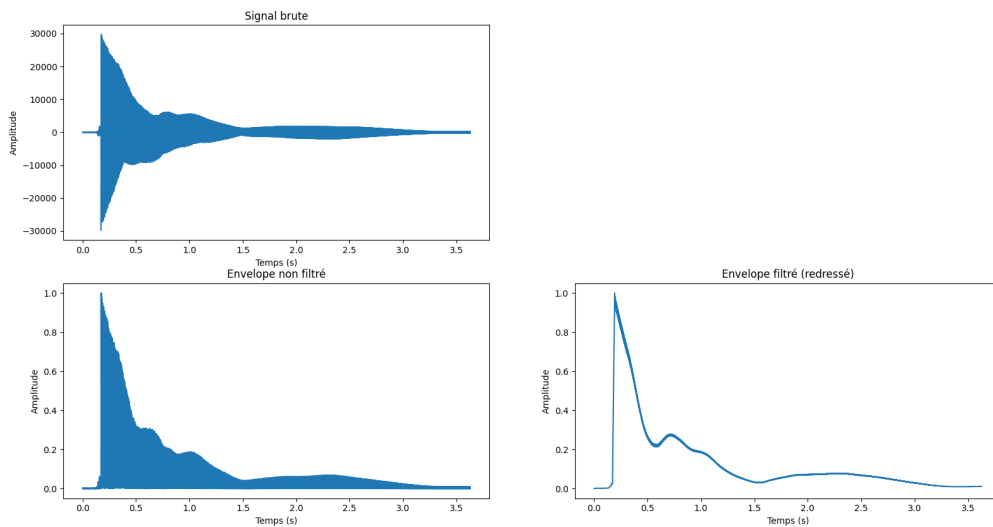 Signal brute
Amplitude
30000
20000
10000
0
−10000
−20000
−30000
0.0 0.5 1.0 1.5 2.0 2.5 3.0 3.5
Temps (s)
Envelope non filtré
Amplitude
1.0
0.8
0.6
0.4
0.2
0.0
0.0 0.5 1.0 1.5 2.0 2.5 3.0 3.5
Temps (s)
Envelope filtré (redressé)
Amplitude
1.0
0.8
0.6
0.4
0.2
0.0
0.0 0.5 1.0 1.5 2.0 2.5 3.0 3.5
Temps (s)